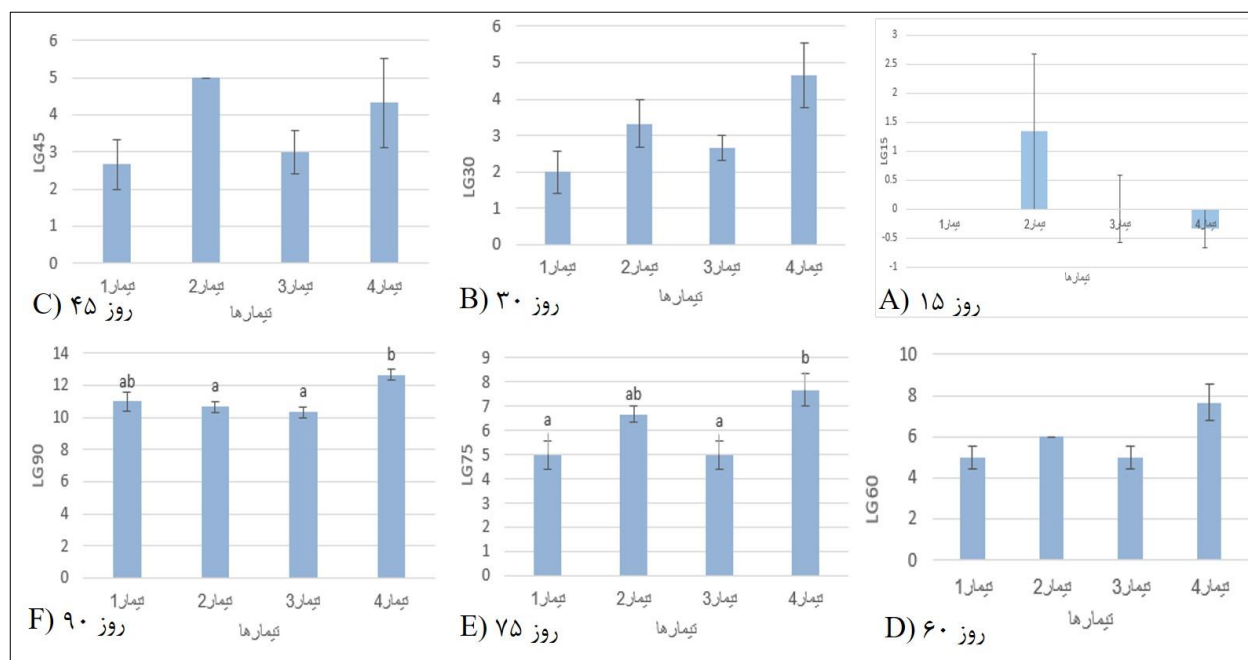 3
2.5
2
1.5
1
0.5
0
-0.5
-1
LG15
تیمار1
تیمار2
تیمار3
تیمار4
تیمارها
A) روز ۱۵
6
5
4
3
2
1
0
LG30
تیمار1
تیمار2
تیمار3
تیمار4
تیمارها
B) روز ۳۰
6
5
4
3
2
1
0
LG45
تیمار1
تیمار2
تیمار3
تیمار4
تیمارها
C) روز ۴۵
10
8
6
4
2
0
LG60
تیمار1
تیمار2
تیمار3
تیمار4
تیمارها
D) روز ۶۰
9
8
7
6
5
4
3
2
1
0
LG75
a
ab
a
b
تیمار1
تیمار2
تیمار3
تیمار4
تیمارها
E) روز ۷۵
14
12
10
8
6
4
2
0
LG90
ab
a
a
b
تیمار1
تیمار2
تیمار3
تیمار4
تیمارها
F) روز ۹۰